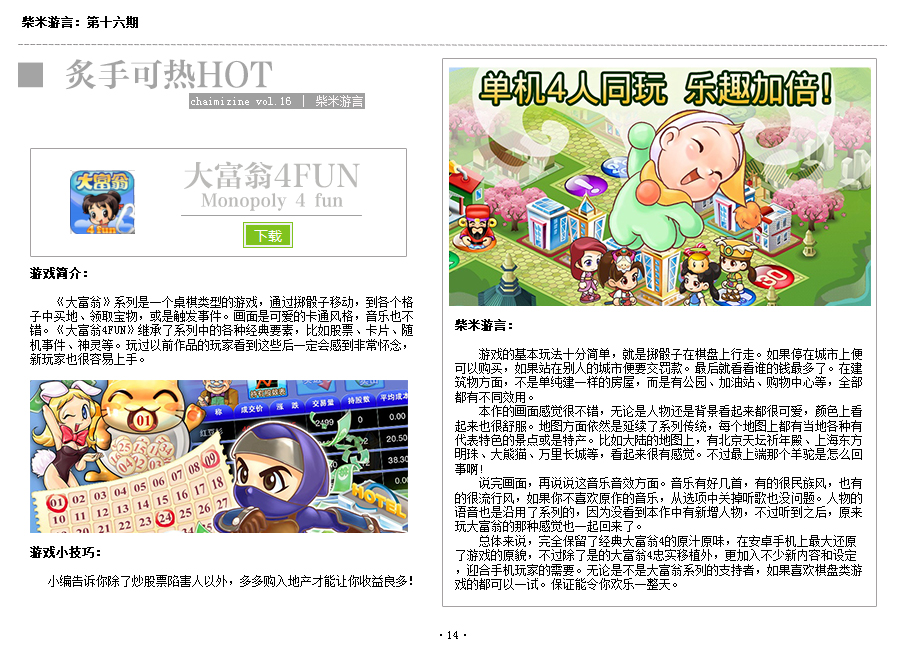 柴米游言：第十六期
炙手可热HOT
chaimizine vol.16 | 柴米游言
大富翁
4 fun
大富翁4FUN
Monopoly 4 fun
下载
游戏简介：
《大富翁》系列是一个桌棋类型的游戏，通过掷骰子移动，到各个格
子中买地、领取宝物，或是触发事件。画面是可爱的卡通风格，音乐也不
错。《大富翁4FUN》继承了系列中的各种经典要素，比如股票、卡片、随
机事件、神灵等。玩过以前作品的玩家看到这些后一定会感到非常怀念，
新玩家也很容易上手。
称 成交价 涨 跌 交易量 持股数 平均成本
2499
0
0.00
20.50
38.30
0.00
01
01 02 03 04 05 06 07 08 09
10 11 12 13 14 15 16 17 18
19 20 21 22 23 24 25 26 27
HOTEL
游戏小技巧：
小编告诉你除了炒股票陷害人以外，多多购入地产才能让你收益良多！
单机4人同玩 乐趣加倍！
柴米游言：
游戏的基本玩法十分简单，就是掷骰子在棋盘上行走。如果停在城市上便
可以购买，如果站在别人的城市便要交罚款。最后就看看谁的钱最多了。在建
筑物方面，不是单纯建一样的房屋，而是有公园、加油站、购物中心等，全部
都有不同效用。
本作的画面感觉很不错，无论是人物还是背景看起来都很可爱，颜色上看
起来也很舒服。地图方面依然是延续了系列传统，每个地图上都有当地各种有
代表特色的景点或是特产。比如大陆的地图上，有北京天坛祈年殿、上海东方
明珠、大熊猫、万里长城等，看起来很有感觉。不过最上端那个羊驼是怎么回
事啊！
说完画面，再说说这音乐音效方面。音乐有好几首，有的很民族风，也有
的很流行风，如果你不喜欢原作的音乐，从选项中关掉听歌也没问题。人物的
语音也是沿用了系列的，因为没看到本作中有新增人物，不过听到之后，原来
玩大富翁的那种感觉也一起回来了。
总体来说，完全保留了经典大富翁4的原汁原味，在安卓手机上最大还原
了游戏的原貌，不过除了是的大富翁4忠实移植外，更加入不少新内容和设定
，迎合手机玩家的需要。无论是不是大富翁系列的支持者，如果喜欢棋盘类游
戏的都可以一试。保证能令你欢乐一整天。
·14·